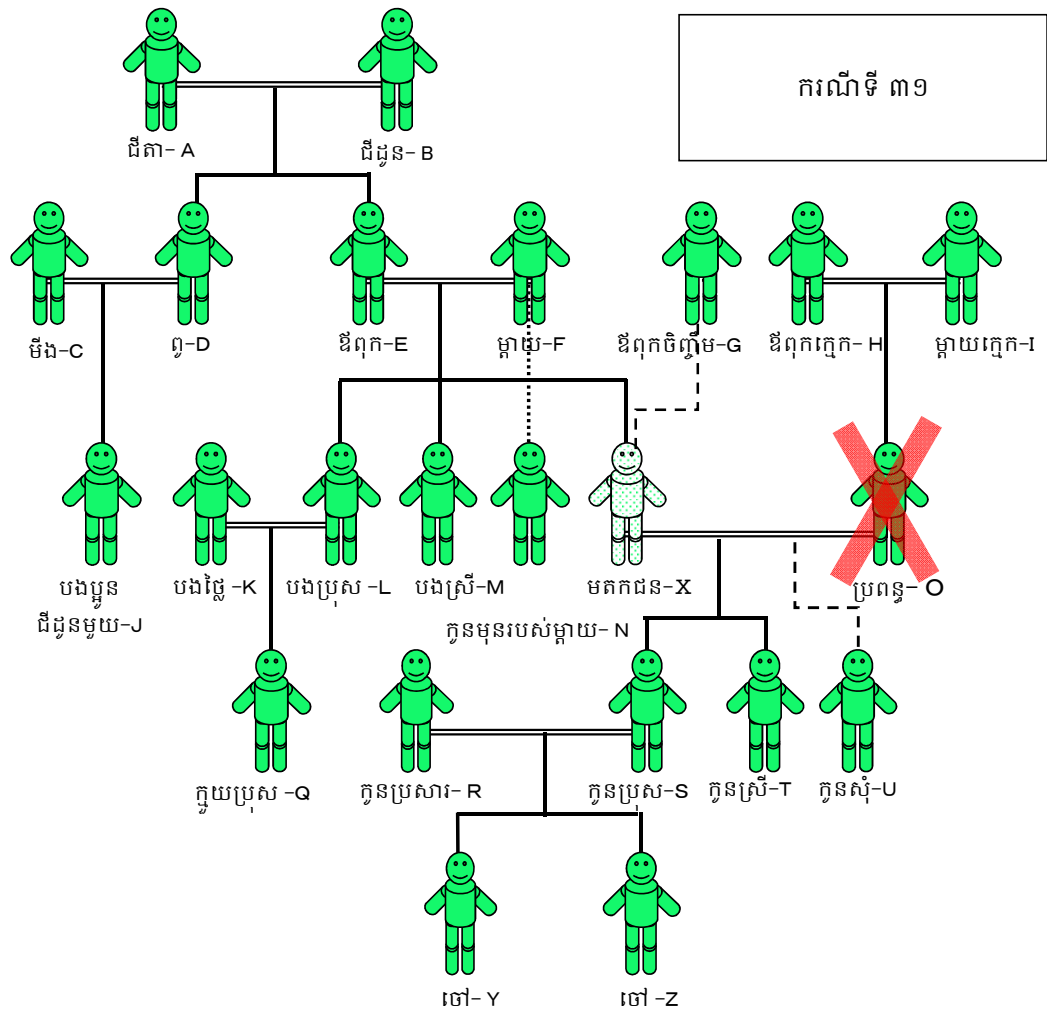 ករណីទី ៣១
ជីតា- A
ជីដូន- B
មីង-C
ពូ-D
ឪពុក-E
ម្តាយ-F
ឪពុកចិញ្ចឹម-G
ឪពុកក្មេក- H
ម្តាយក្មេក-I
បងប្អូន
ជីដូនមួយ-J
បងថ្លៃ -K
បងប្រុស -L
បងស្រី-M
កូនមុនរបស់ម្តាយ- N
មតកជន-X
ប្រពន្ធ- O
ក្មួយប្រុស -Q
កូនប្រសារ- R
កូនប្រុស-S
កូនស្រី-T
កូនសុំ-U
ចៅ- Y
ចៅ -Z